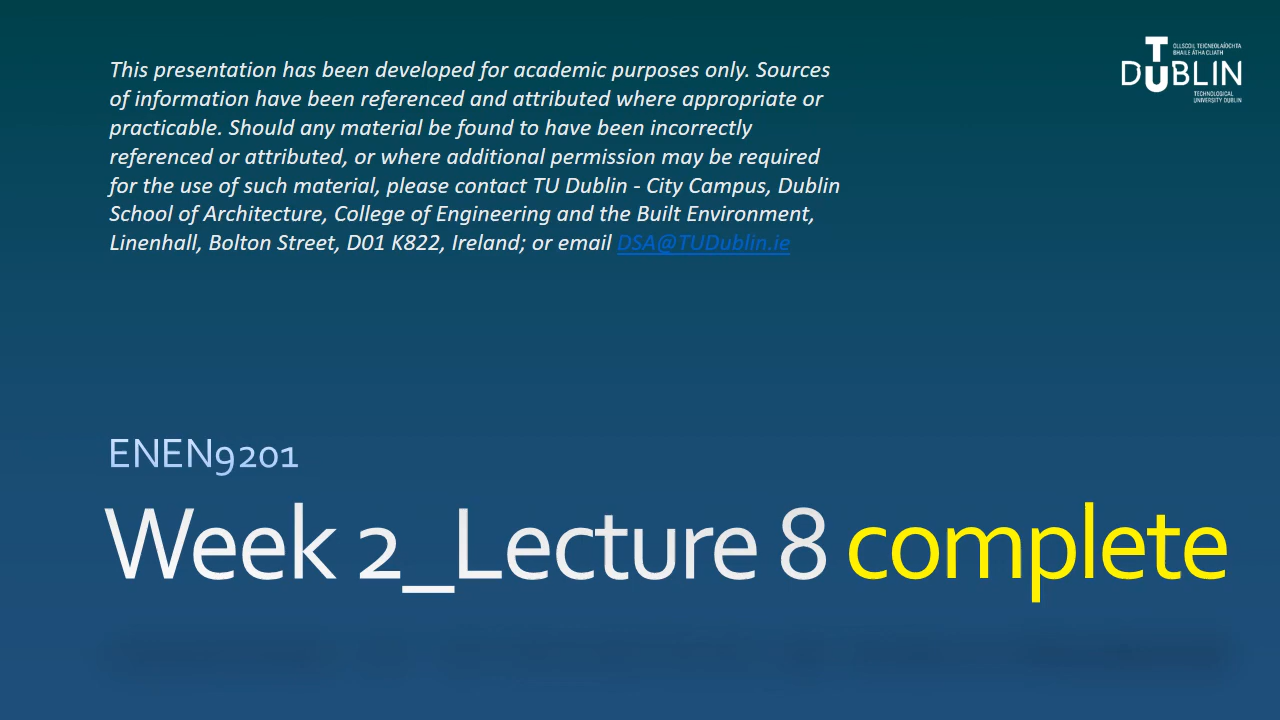 This presentation has been developed for academic purposes only. Sources
of information have been referenced and attributed where appropriate or
practicable. Should any material be found to have been incorrectly
referenced or attributed, or where additional permission may be required
for the use of such material, please contact TU Dublin - City Campus, Dublin
School of Architecture, College of Engineering and the Built Environment,
Linenhall, Bolton Street, D01 K822, Ireland; or email DSA@TUDublin.ie
OLLSCOIL TEICNEOLAÍOCHTA
BHAILE ÁTHA CLIATH
TU DUBLIN
TECHNOLOGICAL
UNIVERSITY DUBLIN
ENEN9201
Week 2_Lecture 8 complete